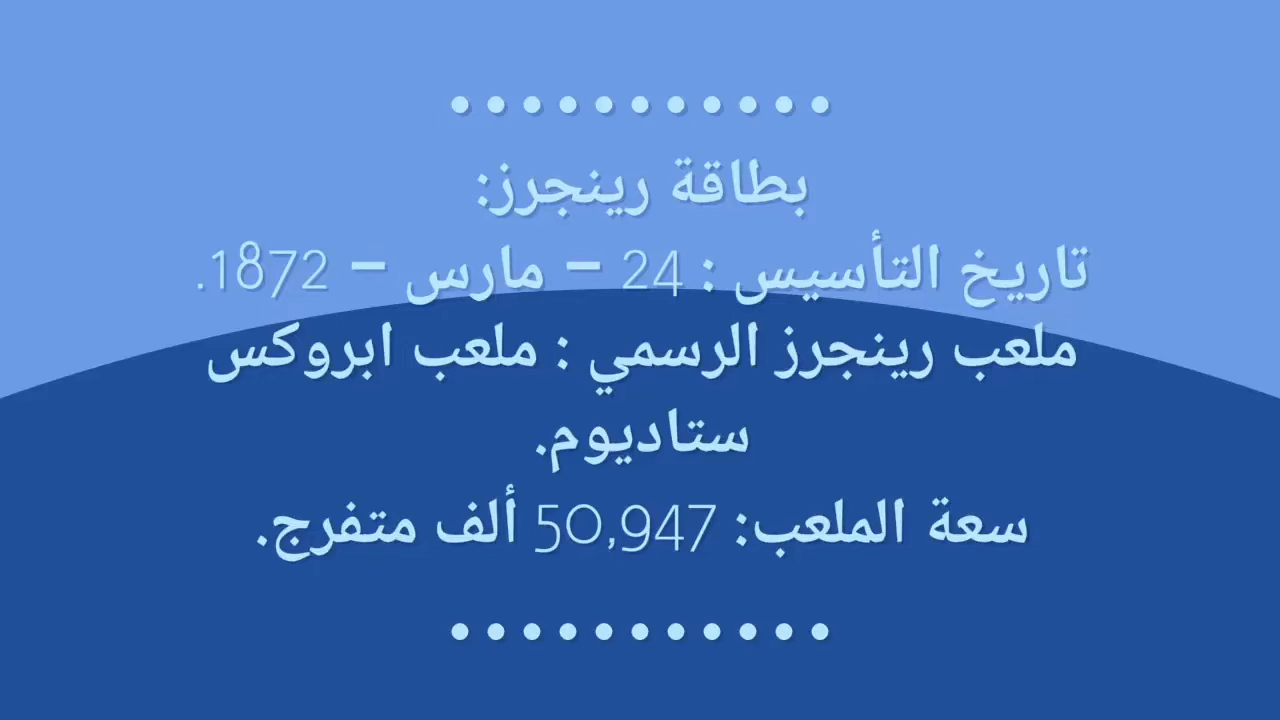 بطاقة رينجرز:
تاريخ التأسيس : 24 – مارس – 1872.
ملعب رينجرز الرسمي : ملعب ابروكس
ستاديوم.
سعة الملعب: 50,947 ألف متفرج.